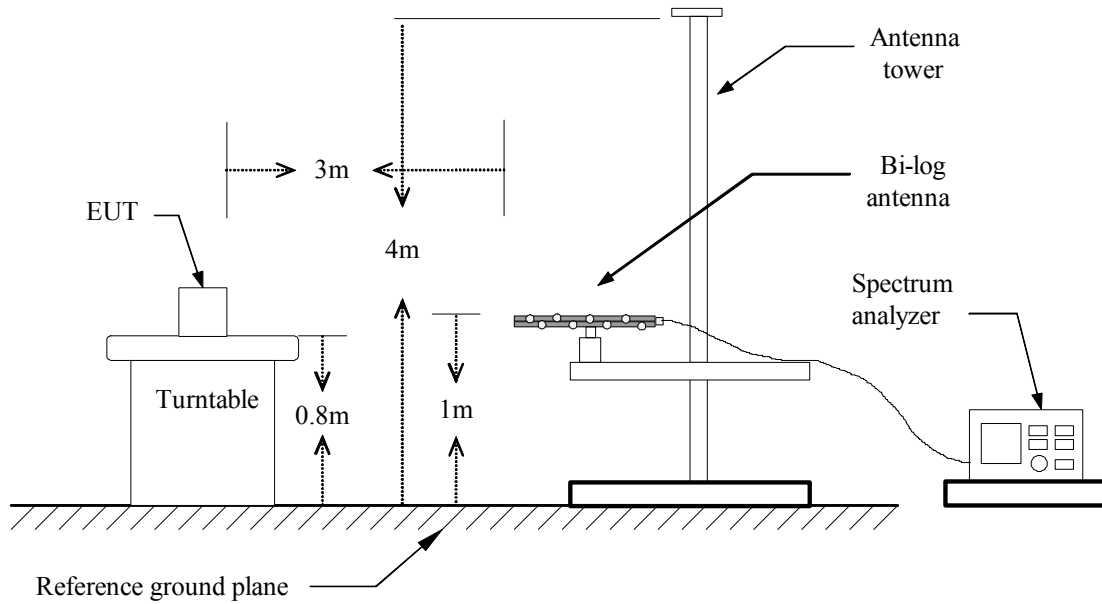 Antenna
tower
3m
Bi-log
antenna
EUT
4m
Spectrum
analyzer
Turntable
0.8m
1m
Reference ground plane